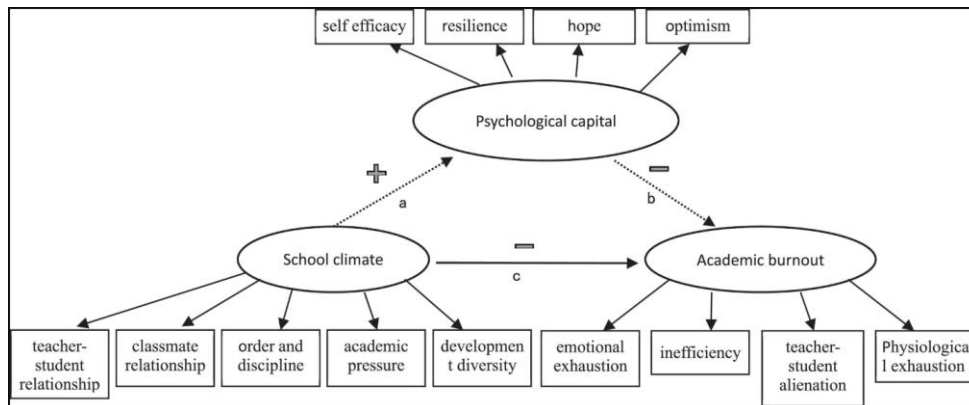 self efficacy
resilience
hope
optimism
Psychological capital
+
−
a
b
School climate
−
Academic burnout
c
teacher-
student
relationship
classmate
relationship
order and
discipline
academic
pressure
developmen
t diversity
emotional
exhaustion
inefficiency
teacher-
student
alienation
Physiologica
l exhaustion